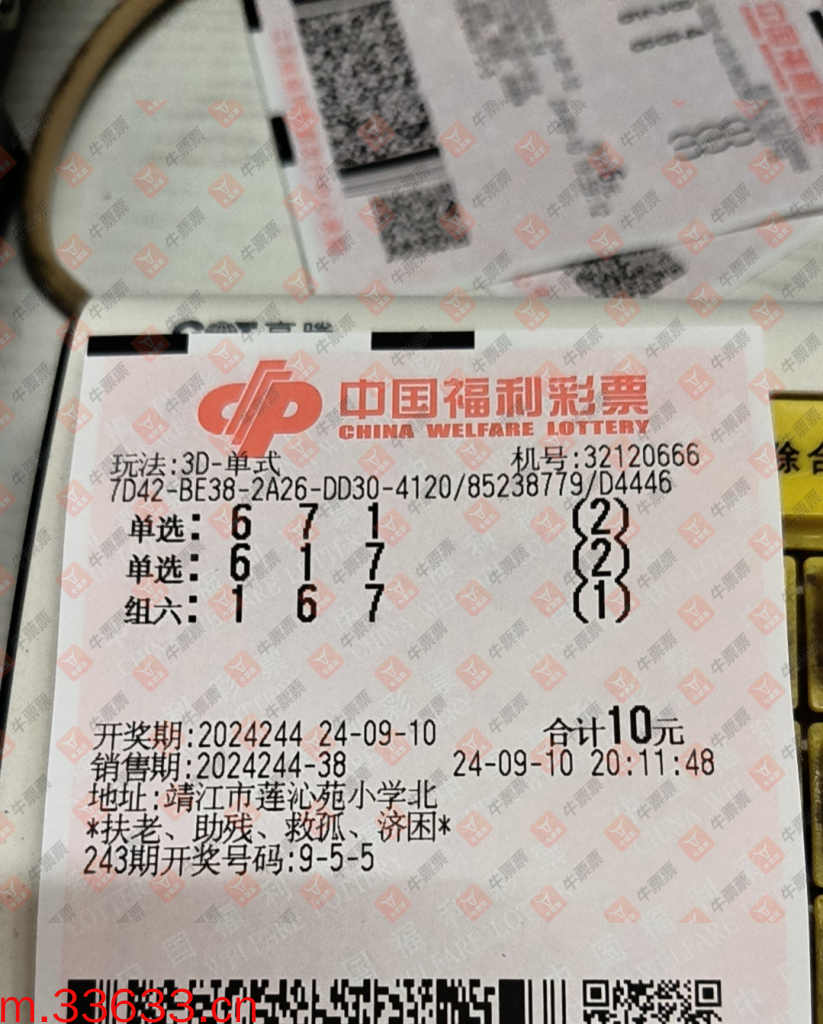 中国福利彩票
CHINA WELFARE LOTTERY
玩法:3D-单式 机号:32120666
7D42-BE38-2A26-DD30-4120/85238779/D4446
单选: 6 7 1 (2)
单选: 6 1 7 (2)
组六: 1 6 7 (1)
开奖期:2024244 24-09-10 合计10元
销售期:2024244-38 24-09-10 20:11:48
地址:靖江市莲沁苑小学北
*扶老、助残、救孤、济困*
243期开奖号码:9-5-5
m.33633.cn
牛票票